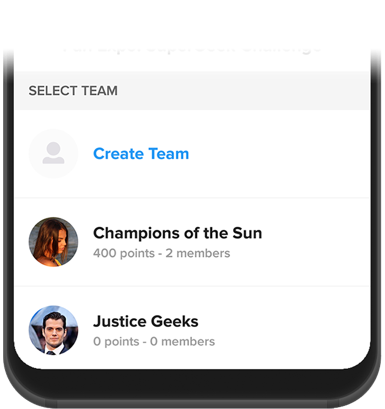 SELECT TEAM
Create Team
Champions of the Sun
400 points - 2 members
Justice Geeks
0 points - 0 members